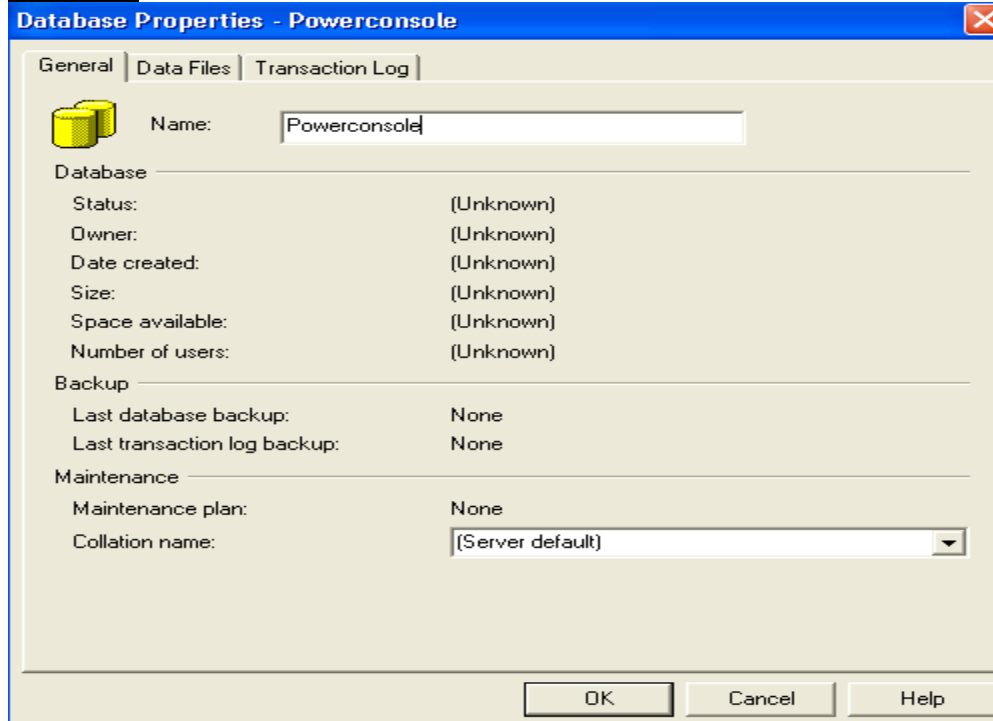 Database Properties - Powerconsole
General Data Files Transaction Log
Name: Powerconsole
Database
Status: (Unknown)
Owner: (Unknown)
Date created: (Unknown)
Size: (Unknown)
Space available: (Unknown)
Number of users: (Unknown)
Backup
Last database backup: None
Last transaction log backup: None
Maintenance
Maintenance plan: None
Collation name: (Server default)
OK Cancel Help